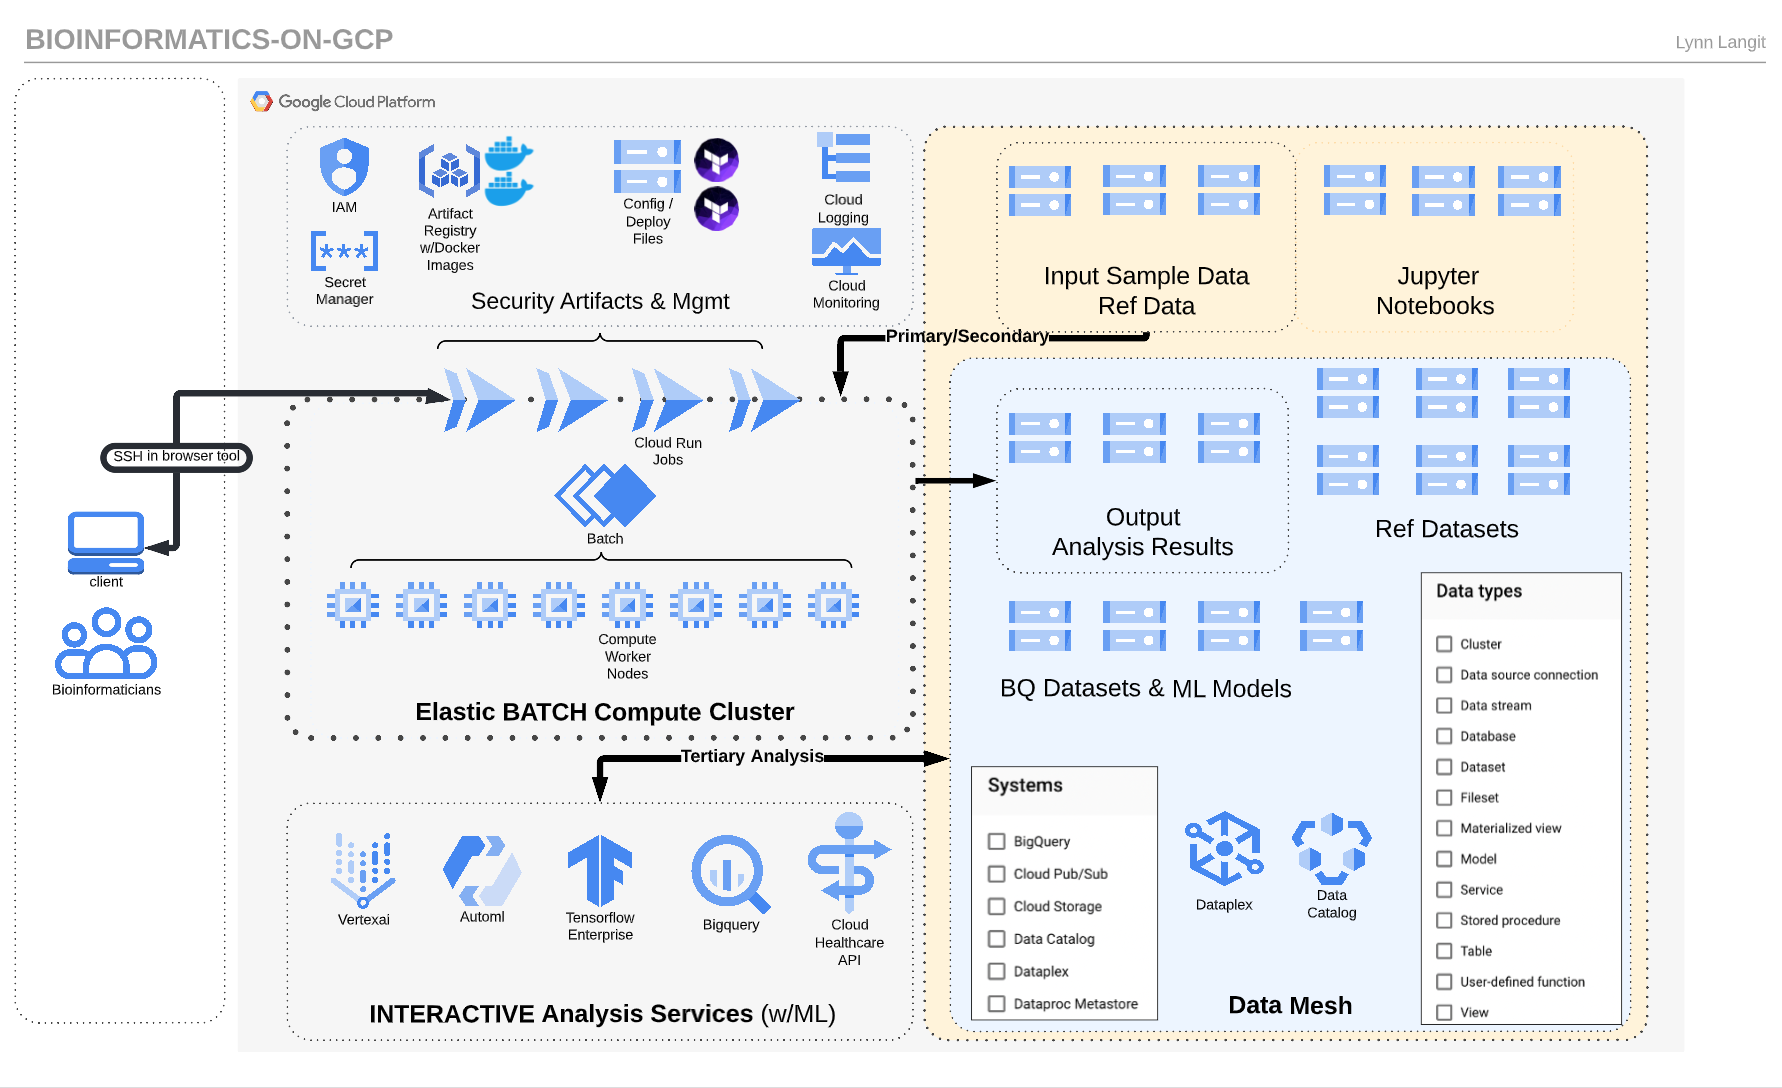 BIOINFORMATICS-ON-GCP
Lynn Langit
Google Cloud Platform
IAM
Secret
Manager
Artifact
Registry
w/Docker
Images
Config /
Deploy
Files
Cloud
Logging
Cloud
Monitoring
Security Artifacts & Mgmt
Input Sample Data
Ref Data
Jupyter
Notebooks
Primary/Secondary
SSH in browser tool
client
Bioinformaticians
Cloud Run
Jobs
Batch
Compute
Worker
Nodes
Elastic BATCH Compute Cluster
Output
Analysis Results
Ref Datasets
BQ Datasets & ML Models
Data types
Cluster
Data source connection
Data stream
Database
Dataset
Fileset
Materialized view
Model
Service
Stored procedure
Table
User-defined function
View
Tertiary Analysis
Systems
BigQuery
Cloud Pub/Sub
Cloud Storage
Data Catalog
Dataplex
Dataproc Metastore
Dataplex
Data
Catalog
Data Mesh
Vertexai
Automl
Tensorflow
Enterprise
Bigquery
Cloud
Healthcare
API
INTERACTIVE Analysis Services (w/ML)